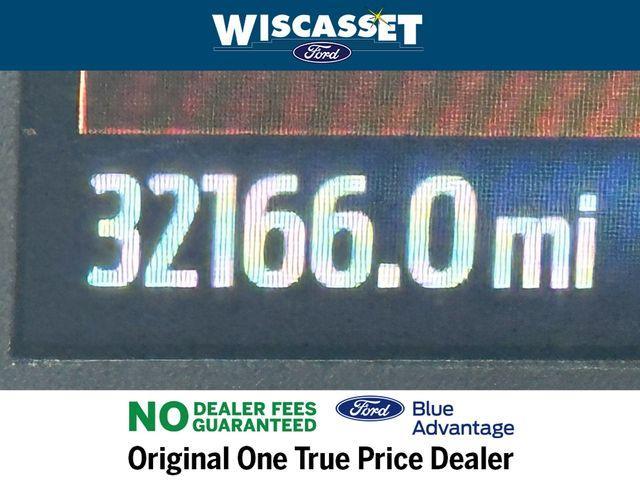 WISCASSET
Ford
32166.0 mi
NO DEALER FEES
GUARANTEED
Ford Blue
Advantage
Original One True Price Dealer